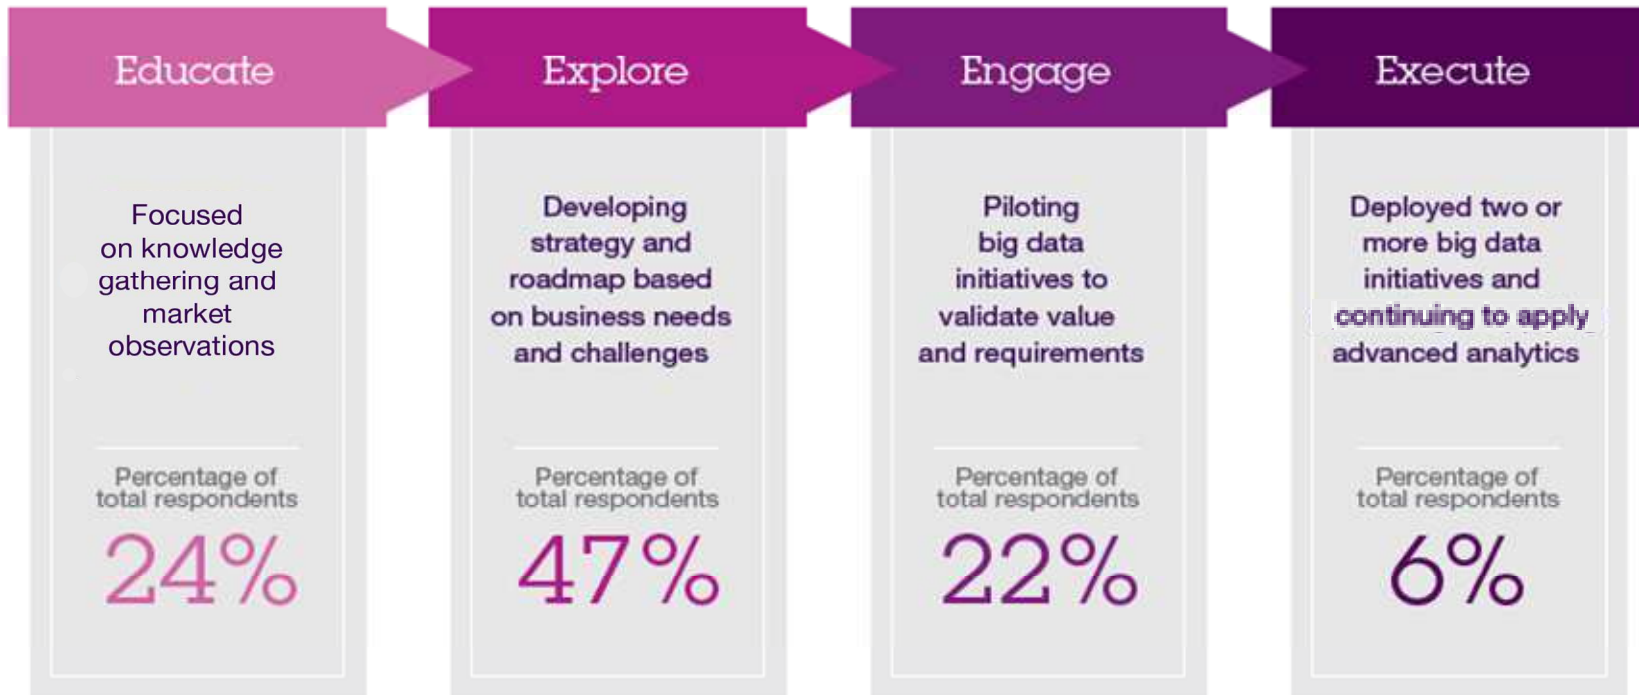 Educate
Focused
on knowledge
gathering and
market
observations
Percentage of
total respondents
24%
Explore
Developing
strategy and
roadmap based
on business needs
and challenges
Percentage of
total respondents
47%
Engage
Piloting
big data
initiatives to
validate value
and requirements
Percentage of
total respondents
22%
Execute
Deployed two or
more big data
initiatives and
continuing to apply
advanced analytics
Percentage of
total respondents
6%